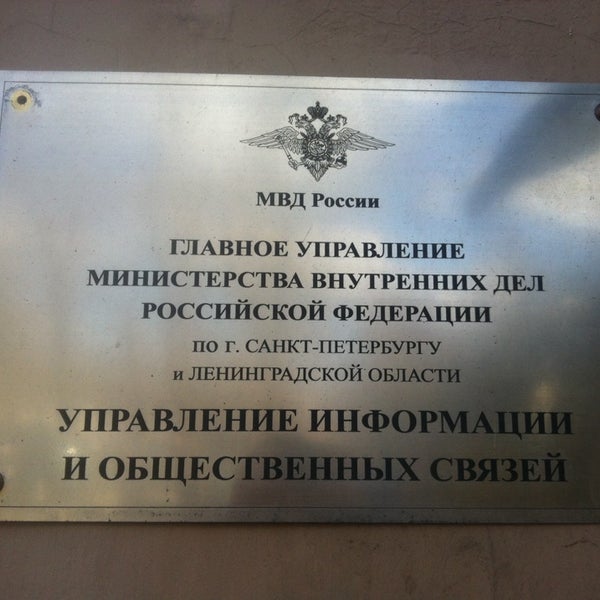 МВД России
ГЛАВНОЕ УПРАВЛЕНИЕ
МИНИСТЕРСТВА ВНУТРЕННИХ ДЕЛ
РОССИЙСКОЙ ФЕДЕРАЦИИ
ПО г. САНКТ-ПЕТЕРБУРГУ
и ЛЕНИНГРАДСКОЙ ОБЛАСТИ
УПРАВЛЕНИЕ ИНФОРМАЦИИ
И ОБЩЕСТВЕННЫХ СВЯЗЕЙ